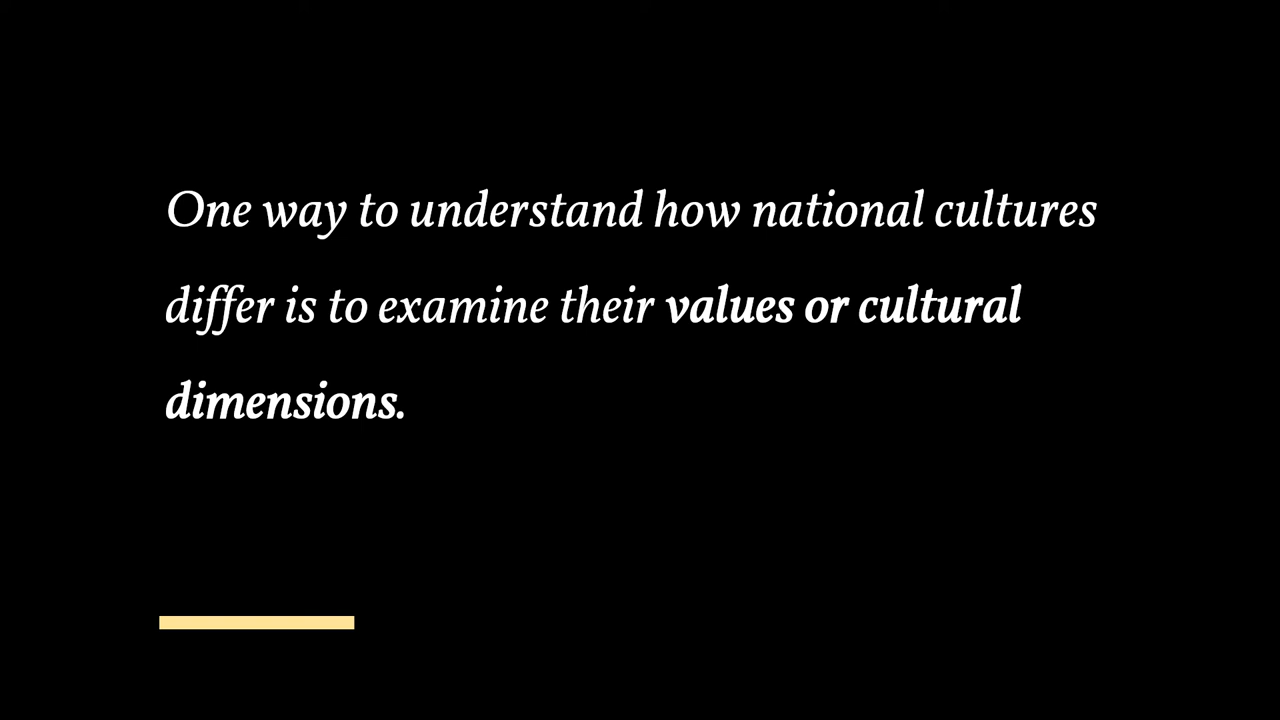 One way to understand how national cultures
differ is to examine their values or cultural
dimensions.